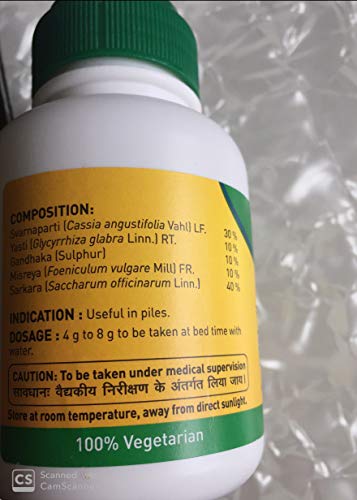 COMPOSITION:
Svarnaparti (Cassia angustifolia Vahl) LF. 30 %
Yasti (Glycyrrhiza glabra Linn.) RT. 10 %
Gandhaka (Sulphur) 10 %
Misreya (Foeniculum vulgare Mill) FR. 10 %
Sarkara (Saccharum officinarum Linn.) 40 %
INDICATION : Useful in piles.
DOSAGE : 4 g to 8 g to be taken at bed time with
water.
CAUTION: To be taken under medical supervision
सावधानः वैद्यकीय निरीक्षण के अंतर्गत लिया जाय।
Store at room temperature, away from direct sunlight.
100% Vegetarian
CS Scanned
CamScanner